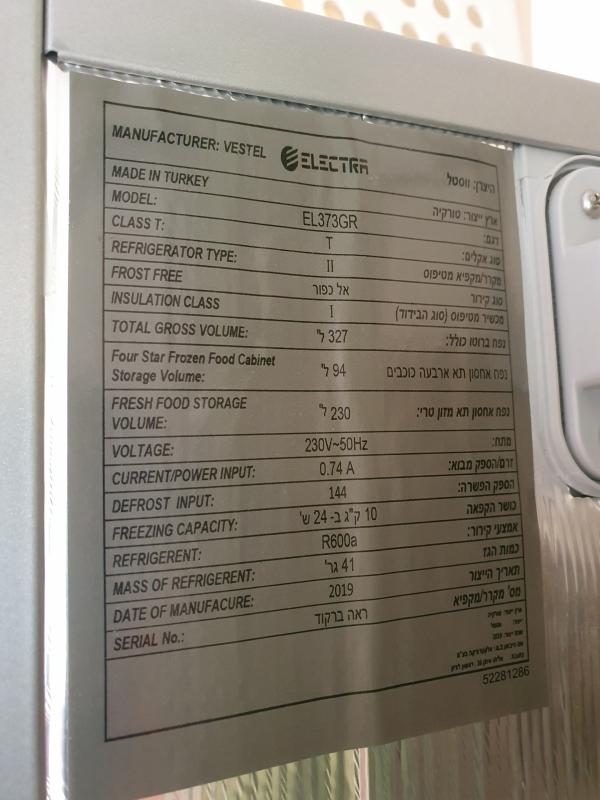 MANUFACTURER: VESTEL ELECTRA היצרן: ווסטל
MADE IN TURKEY ארץ ייצור: טורקיה
MODEL: EL373GR דגם:
CLASS T: T סוג אקלים:
REFRIGERATOR TYPE: II מקרר/מקפיא מטיפוס
FROST FREE אל כפור סוג קירור
INSULATION CLASS I מכשיר מטיפוס (סוג הבידוד)
TOTAL GROSS VOLUME: 327 ל' נפח ברוטו כולל:
Four Star Frozen Food Cabinet
Storage Volume: 94 ל' נפח אחסון תא ארבעה כוכבים
FRESH FOOD STORAGE
VOLUME: 230 ל' נפח אחסון תא מזון טרי:
VOLTAGE: 230V~50Hz מתח:
CURRENT/POWER INPUT: 0.74 A זרם/הספק מבוא:
DEFROST INPUT: 144 הספק הפשרה:
FREEZING CAPACITY: 10 ק"ג ב- 24 ש' כושר הקפאה
REFRIGERENT: R600a אמצעי קירור:
MASS OF REFRIGERENT: 41 גר' כמות הגז
DATE OF MANUFACURE: 2019 תאריך הייצור
SERIAL No.: ראה ברקוד מס' מקרר/מקפיא
ארץ ייצור: טורקיה
52281286